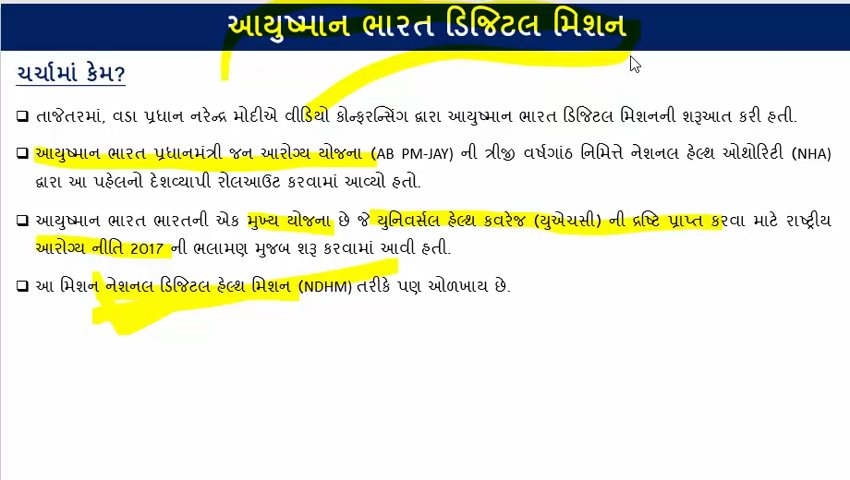 આયુષ્માન ભારત ડિજિટલ મિશન
ચર્ચામાં કેમ?
❑ તાજેતરમાં, વડા પ્રધાન નરેન્દ્ર મોદીએ વીડિયો કોન્ફરન્સિંગ દ્વારા આયુષ્માન ભારત ડિજિટલ મિશનની શરૂઆત કરી હતી.
❑ આયુષ્માન ભારત પ્રધાનમંત્રી જન આરોગ્ય યોજના (AB PM-JAY) ની ત્રીજી વર્ષગાંઠ નિમિત્તે નેશનલ હેલ્થ ઓથોરિટી (NHA)
દ્વારા આ પહેલનો દેશવ્યાપી રોલઆઉટ કરવામાં આવ્યો હતો.
❑ આયુષ્માન ભારત ભારતની એક મુખ્ય યોજના છે જે યુનિવર્સલ હેલ્થ કવરેજ (યુએચસી) ની દ્રષ્ટિ પ્રાપ્ત કરવા માટે રાષ્ટ્રીય
આરોગ્ય નીતિ 2017 ની ભલામણ મુજબ શરૂ કરવામાં આવી હતી.
❑ આ મિશન નેશનલ ડિજિટલ હેલ્થ મિશન (NDHM) તરીકે પણ ઓળખાય છે.